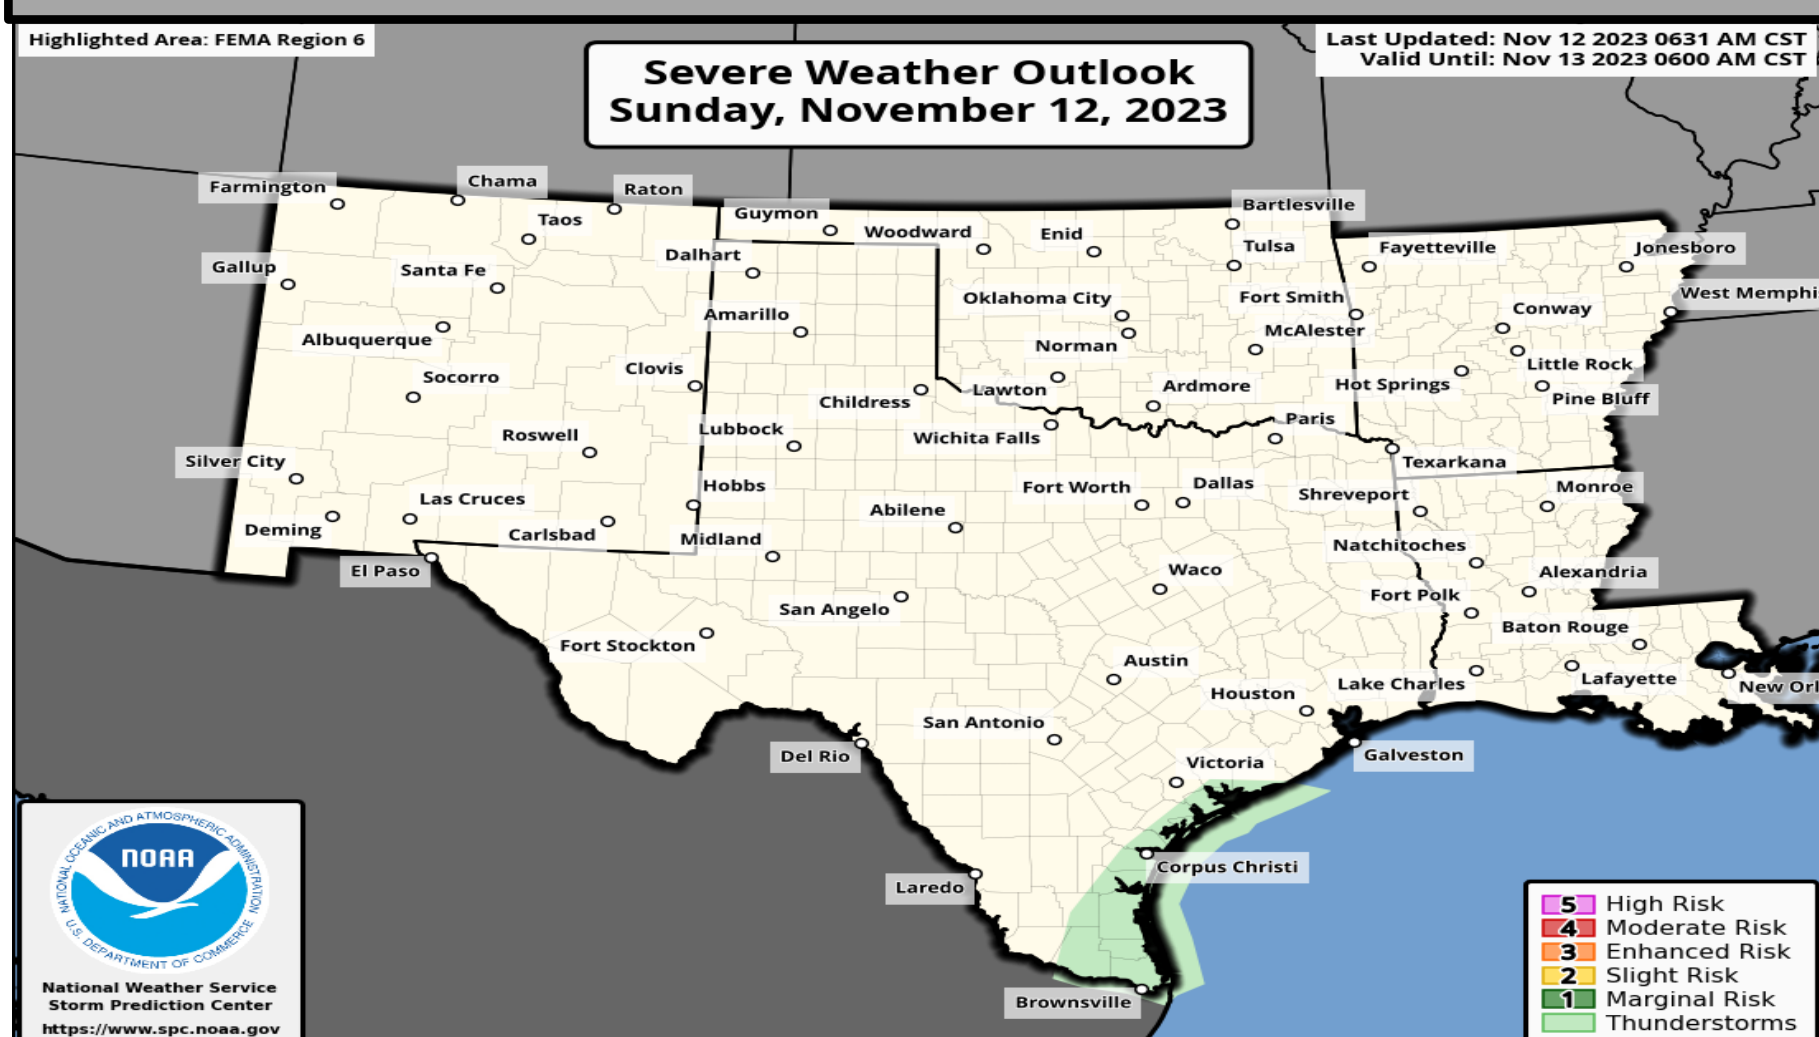 Highlighted Area: FEMA Region 6
Severe Weather Outlook
Sunday, November 12, 2023
Last Updated: Nov 12 2023 0631 AM CST
Valid Until: Nov 13 2023 0600 AM CST
Farmington
Chama
Raton
Taos
Guymon
Woodward
Enid
Bartlesville
Tulsa
Fayetteville
Jonesboro
Gallup
Santa Fe
Dalhart
Oklahoma City
Fort Smith
Conway
West Memphi
Albuquerque
Amarillo
Norman
McAlester
Little Rock
Socorro
Clovis
Childress
Lawton
Ardmore
Hot Springs
Pine Bluff
Roswell
Lubbock
Wichita Falls
Paris
Texarkana
Silver City
Las Cruces
Hobbs
Fort Worth
Dallas
Shreveport
Monroe
Deming
Carlsbad
Midland
Abilene
Natchitoches
El Paso
Waco
Alexandria
San Angelo
Fort Polk
Fort Stockton
Baton Rouge
Austin
Houston
Lake Charles
Lafayette
New Orl
San Antonio
Del Rio
Victoria
Galveston
Laredo
Corpus Christi
Brownsville
NATIONAL OCEANIC AND ATMOSPHERIC ADMINISTRATION
NOAA
U.S. DEPARTMENT OF COMMERCE
National Weather Service
Storm Prediction Center
https://www.spc.noaa.gov
5 High Risk
4 Moderate Risk
3 Enhanced Risk
2 Slight Risk
1 Marginal Risk
Thunderstorms